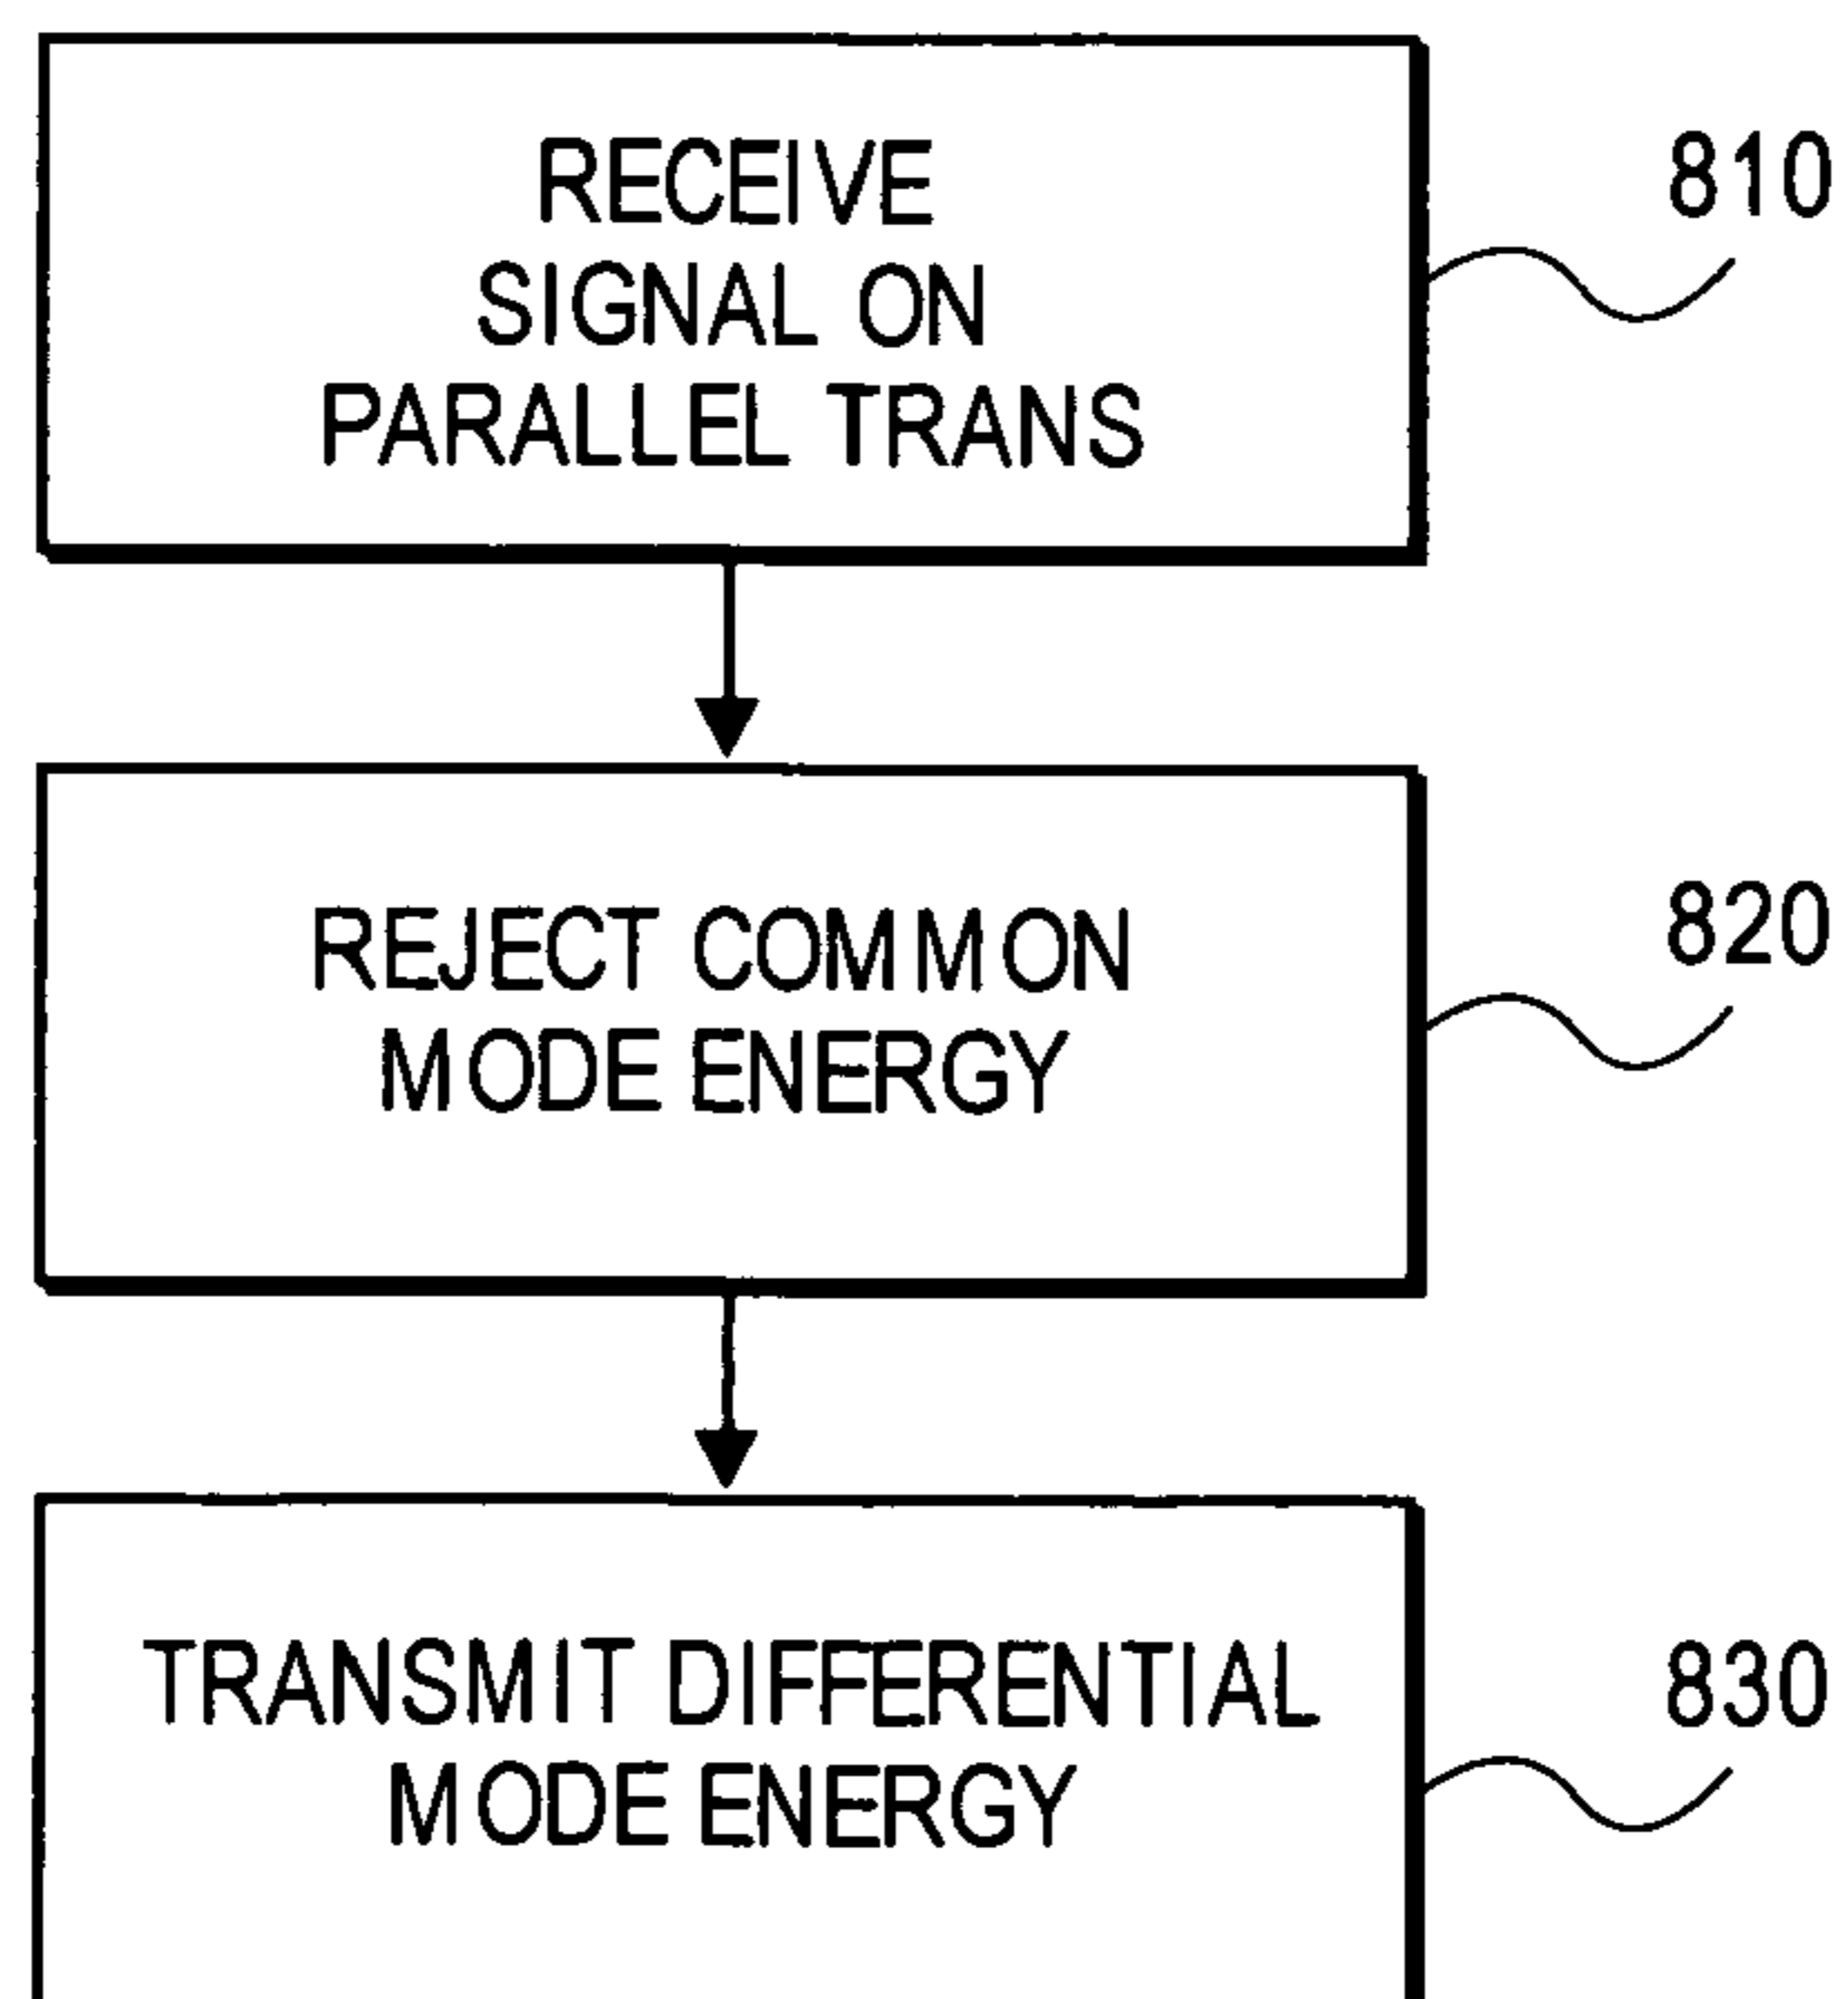 RECEIVE
SIGNAL ON
PARALLEL TRANS
810
REJECT COMMON
MODE ENERGY
820
TRANSMIT DIFFERENTIAL
MODE ENERGY
830